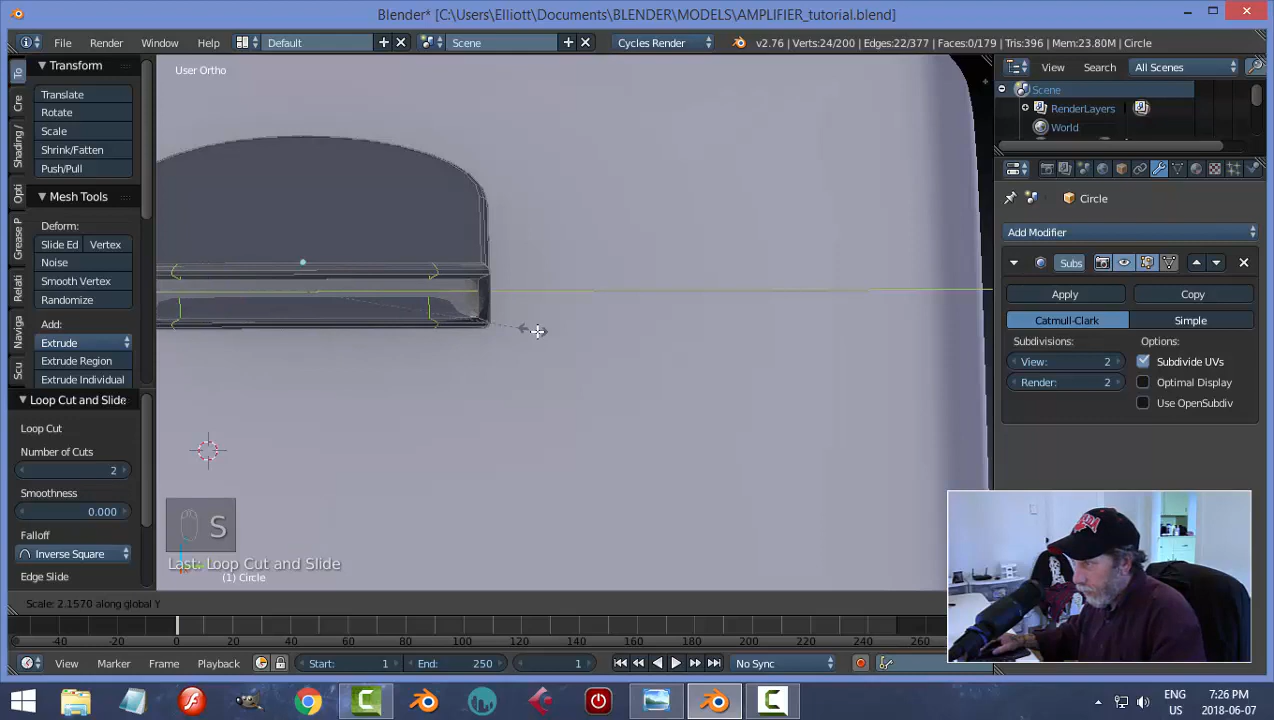 Blender* [C:\Users\Elliott\Documents\BLENDER\MODELS\AMPLIFIER_tutorial.blend]
File Render Window Help Default Scene Cycles Render v2.76 | Verts:24/200 | Edges:22/377 | Faces:0/179 | Tris:396 | Mem:23.80M | Circle
Transform
Translate
Rotate
Scale
Shrink/Fatten
Push/Pull
Mesh Tools
Deform:
Slide Ed Vertex
Noise
Smooth Vertex
Randomize
Add:
Extrude
Extrude Region
Extrude Individual
To
Cre
Shading /
Opti
Grease P
Relati
Naviga
Scu
Loop Cut and Slide
Loop Cut
Number of Cuts
2
Smoothness
0.000
Falloff
Inverse Square
Edge Slide
User Ortho
S
Last: Loop Cut and Slide
(1) Circle
View Search All Scenes
Scene
RenderLayers
World
Circle
Add Modifier
Subs
Apply Copy
Catmull-Clark Simple
Subdivisions: Options:
View: 2 Subdivide UVs
Render: 2 Optimal Display
Use OpenSubdiv
Scale: 2.1570 along global Y
-40 -20 0 20 40 60 80 100 120 140 160 180 200 220 240 260
View Marker Frame Playback Start: 1 End: 250 1 No Sync
ENG 7:26 PM
US 2018-06-07